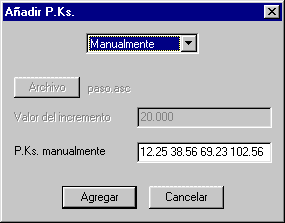 Añadir P.Ks.
Manualmente
Archivo paso.asc
Valor del incremento 20.000
P.Ks. manualmente 12.25 38.56 69.23 102.56
Agregar Cancelar